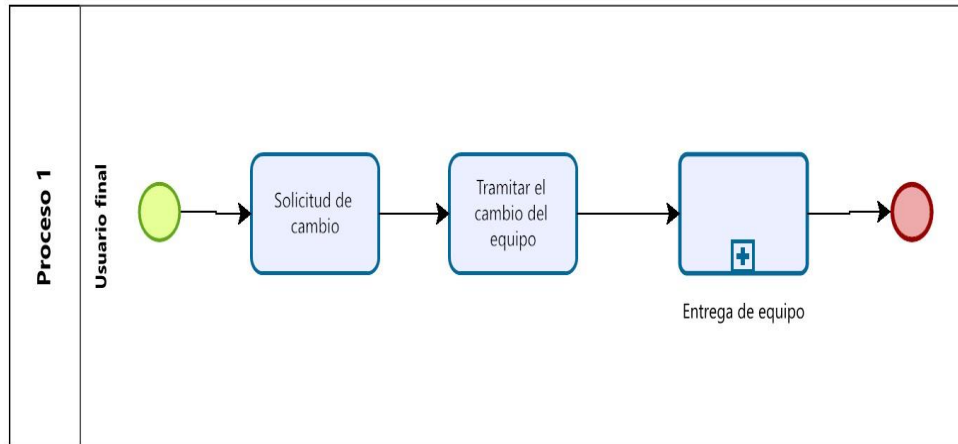 Proceso 1
Usuario final
Solicitud de
cambio
Tramitar el
cambio del
equipo
Entrega de equipo